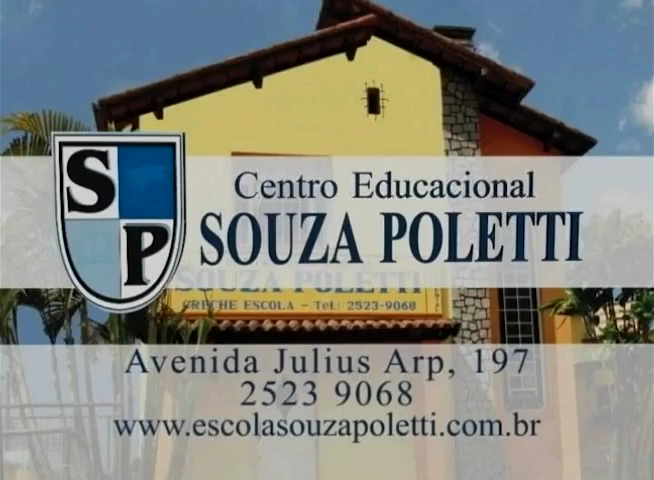 S
P
Centro Educacional
SOUZA POLETTI
SOUZA POLETTI
CRECHE ESCOLA - Tel.: 2523-9068
Avenida Julius Arp, 197
2523 9068
www.escolasouzapoletti.com.br